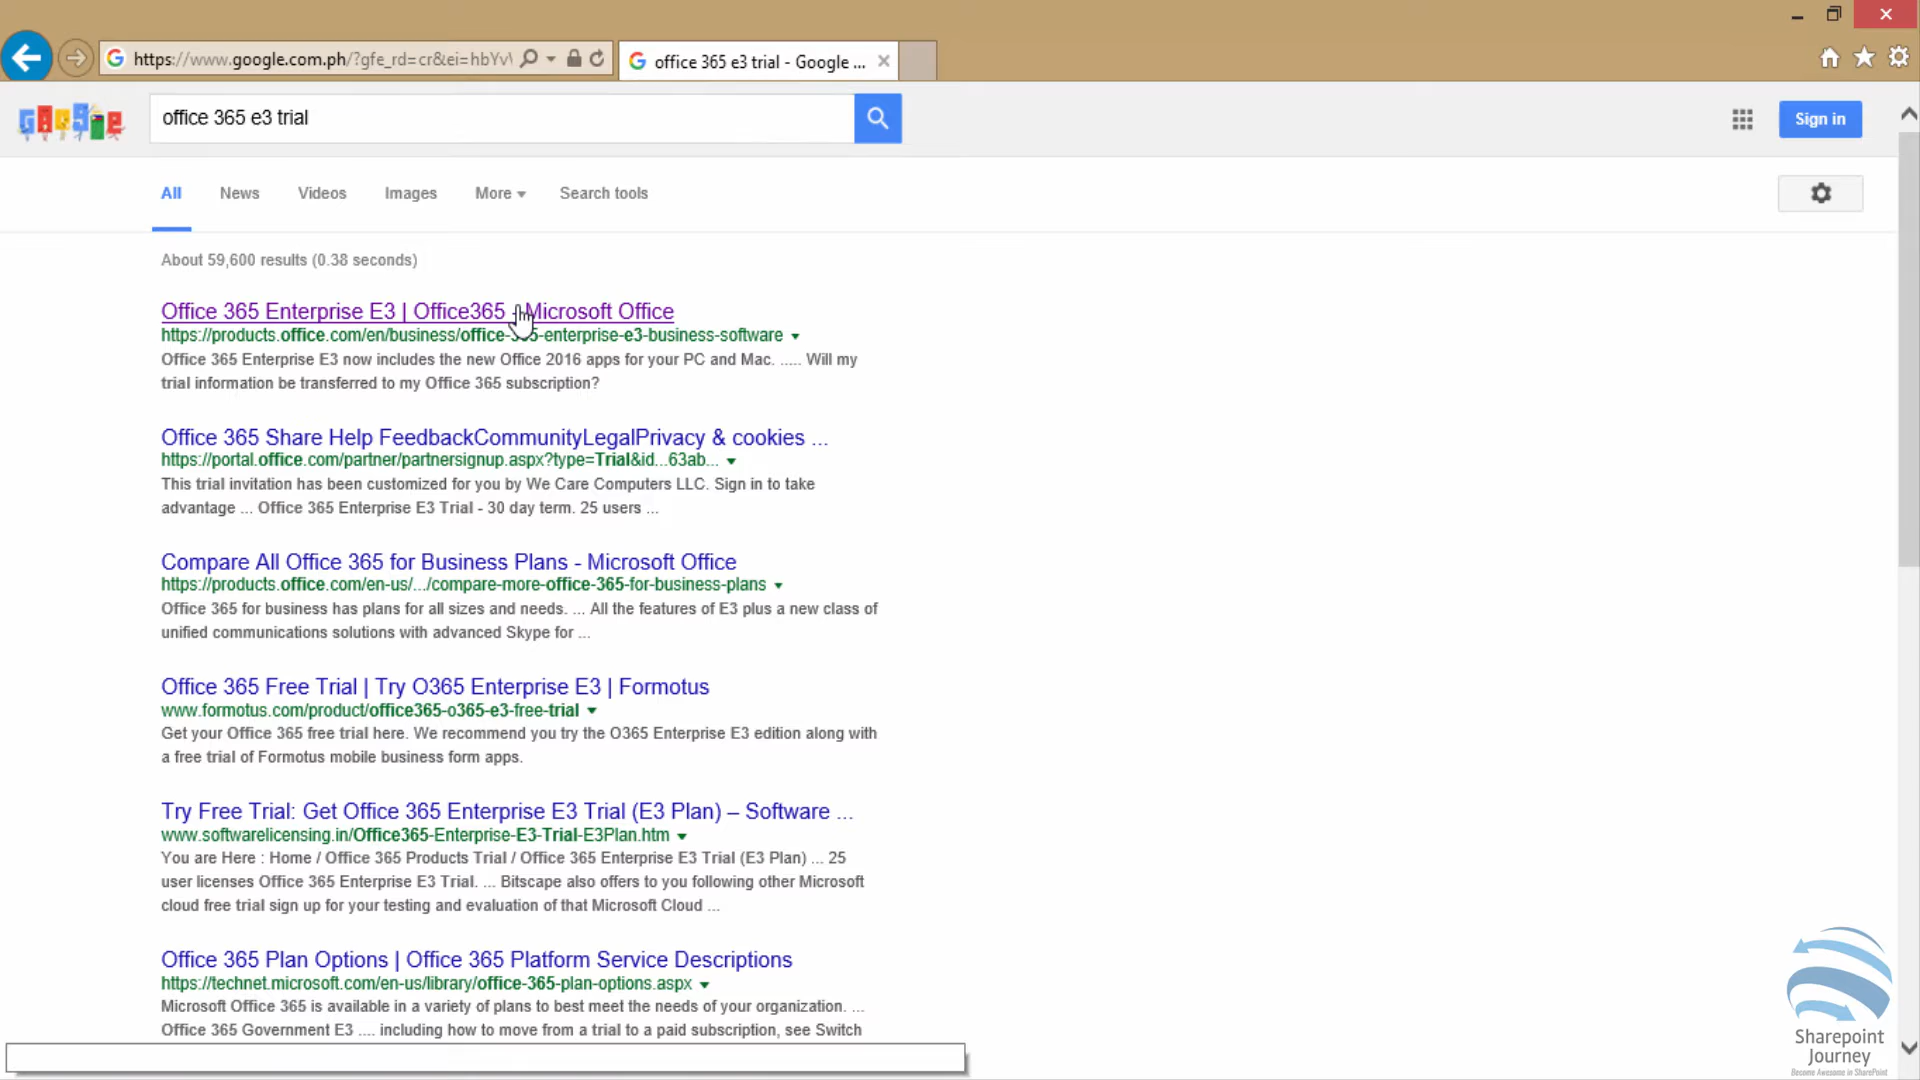 https://www.google.com.ph/?gfe_rd=cr&ei=hbYv
office 365 e3 trial - Google ...
Google
office 365 e3 trial
Sign in
All News Videos Images More Search tools
About 59,600 results (0.38 seconds)
Office 365 Enterprise E3 | Office365 - Microsoft Office
https://products.office.com/en/business/office-365-enterprise-e3-business-software
Office 365 Enterprise E3 now includes the new Office 2016 apps for your PC and Mac. ..... Will my
trial information be transferred to my Office 365 subscription?
Office 365 Share Help FeedbackCommunityLegalPrivacy & cookies ...
https://portal.office.com/partner/partnersignup.aspx?type=Trial&id...63ab...
This trial invitation has been customized for you by We Care Computers LLC. Sign in to take
advantage ... Office 365 Enterprise E3 Trial - 30 day term. 25 users ...
Compare All Office 365 for Business Plans - Microsoft Office
https://products.office.com/en-us/.../compare-more-office-365-for-business-plans
Office 365 for business has plans for all sizes and needs. ... All the features of E3 plus a new class of
unified communications solutions with advanced Skype for ...
Office 365 Free Trial | Try O365 Enterprise E3 | Formotus
www.formotus.com/product/office365-o365-e3-free-trial
Get your Office 365 free trial here. We recommend you try the O365 Enterprise E3 edition along with
a free trial of Formotus mobile business form apps.
Try Free Trial: Get Office 365 Enterprise E3 Trial (E3 Plan) – Software ...
www.softwarelicensing.in/Office365-Enterprise-E3-Trial-E3Plan.htm
You are Here : Home / Office 365 Products Trial / Office 365 Enterprise E3 Trial (E3 Plan) ... 25
user licenses Office 365 Enterprise E3 Trial. ... Bitscape also offers to you following other Microsoft
cloud free trial sign up for your testing and evaluation of that Microsoft Cloud ...
Office 365 Plan Options | Office 365 Platform Service Descriptions
https://technet.microsoft.com/en-us/library/office-365-plan-options.aspx
Microsoft Office 365 is available in a variety of plans to best meet the needs of your organization. ...
Office 365 Government E3 .... including how to move from a trial to a paid subscription, see Switch
Sharepoint
Journey
Become Awesome in SharePoint